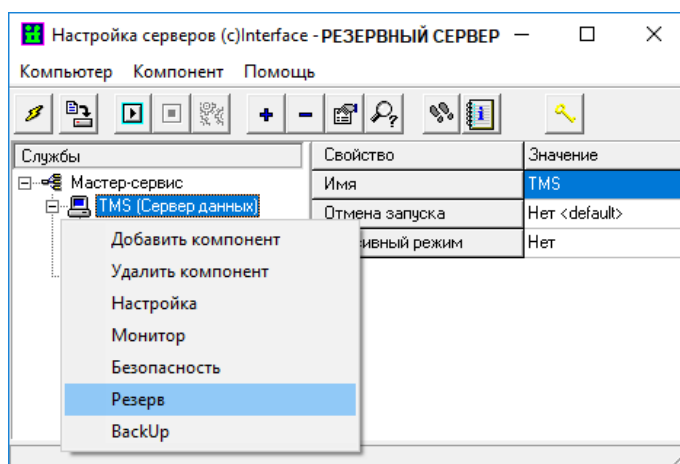 Настройка серверов (c)Interface - РЕЗЕРВНЫЙ СЕРВЕР
Компьютер Компонент Помощь
Службы Свойство Значение
Мастер-сервис Имя TMS
TMS (Сервер данных) Отмена запуска Нет <default>
ивный режим Нет
Добавить компонент
Удалить компонент
Настройка
Монитор
Безопасность
Резерв
BackUp